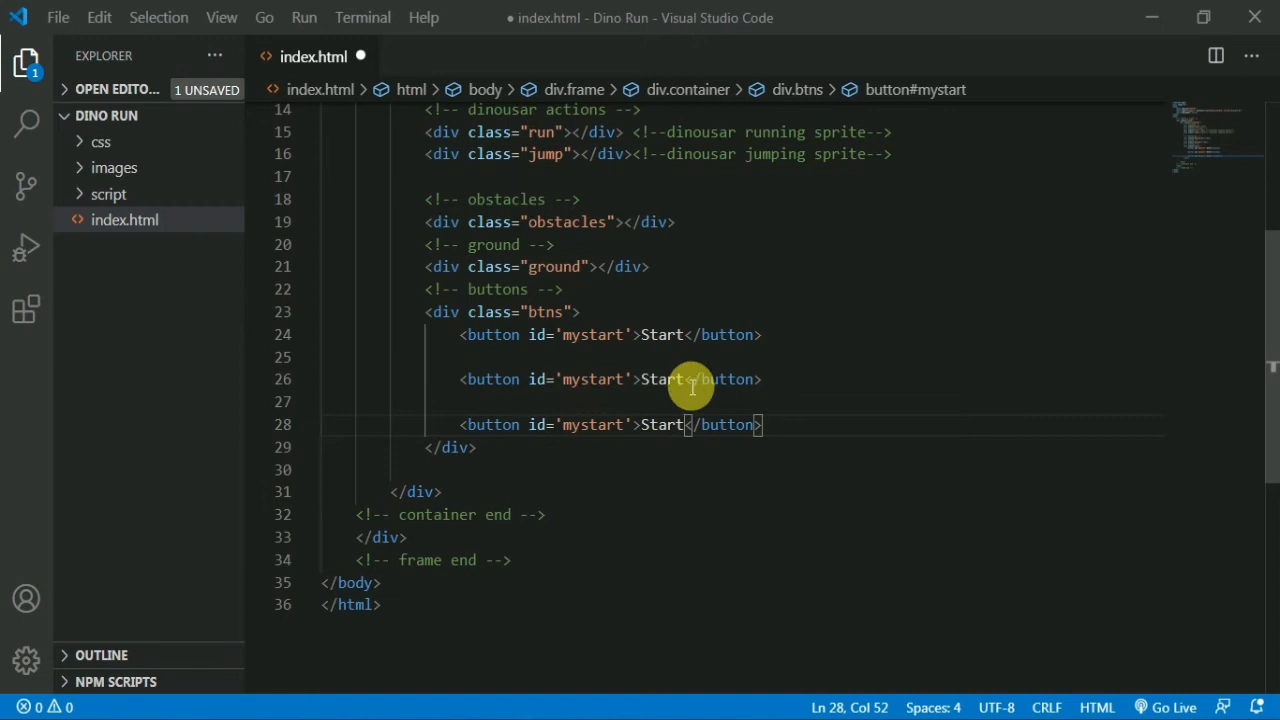 File Edit Selection View Go Run Terminal Help ● index.html - Dino Run - Visual Studio Code
EXPLORER ···
index.html ●
1
OPEN EDITO... 1 UNSAVED
index.html > html > body > div.frame > div.container > div.btns > button#mystart
DINO RUN
css
images
script
index.html
14 <!-- dinousar actions -->
15 <div class="run"></div> <!--dinousar running sprite-->
16 <div class="jump"></div><!--dinousar jumping sprite-->
17
18 <!-- obstacles -->
19 <div class="obstacles"></div>
20 <!-- ground -->
21 <div class="ground"></div>
22 <!-- buttons -->
23 <div class="btns">
24 <button id='mystart'>Start</button>
25
26 <button id='mystart'>Start</button>
27
28 <button id='mystart'>Start</button>
29 </div>
30
31 </div>
32 <!-- container end -->
33 </div>
34 <!-- frame end -->
35 </body>
36 </html>
OUTLINE
NPM SCRIPTS
0 0 Ln 28, Col 52 Spaces: 4 UTF-8 CRLF HTML Go Live